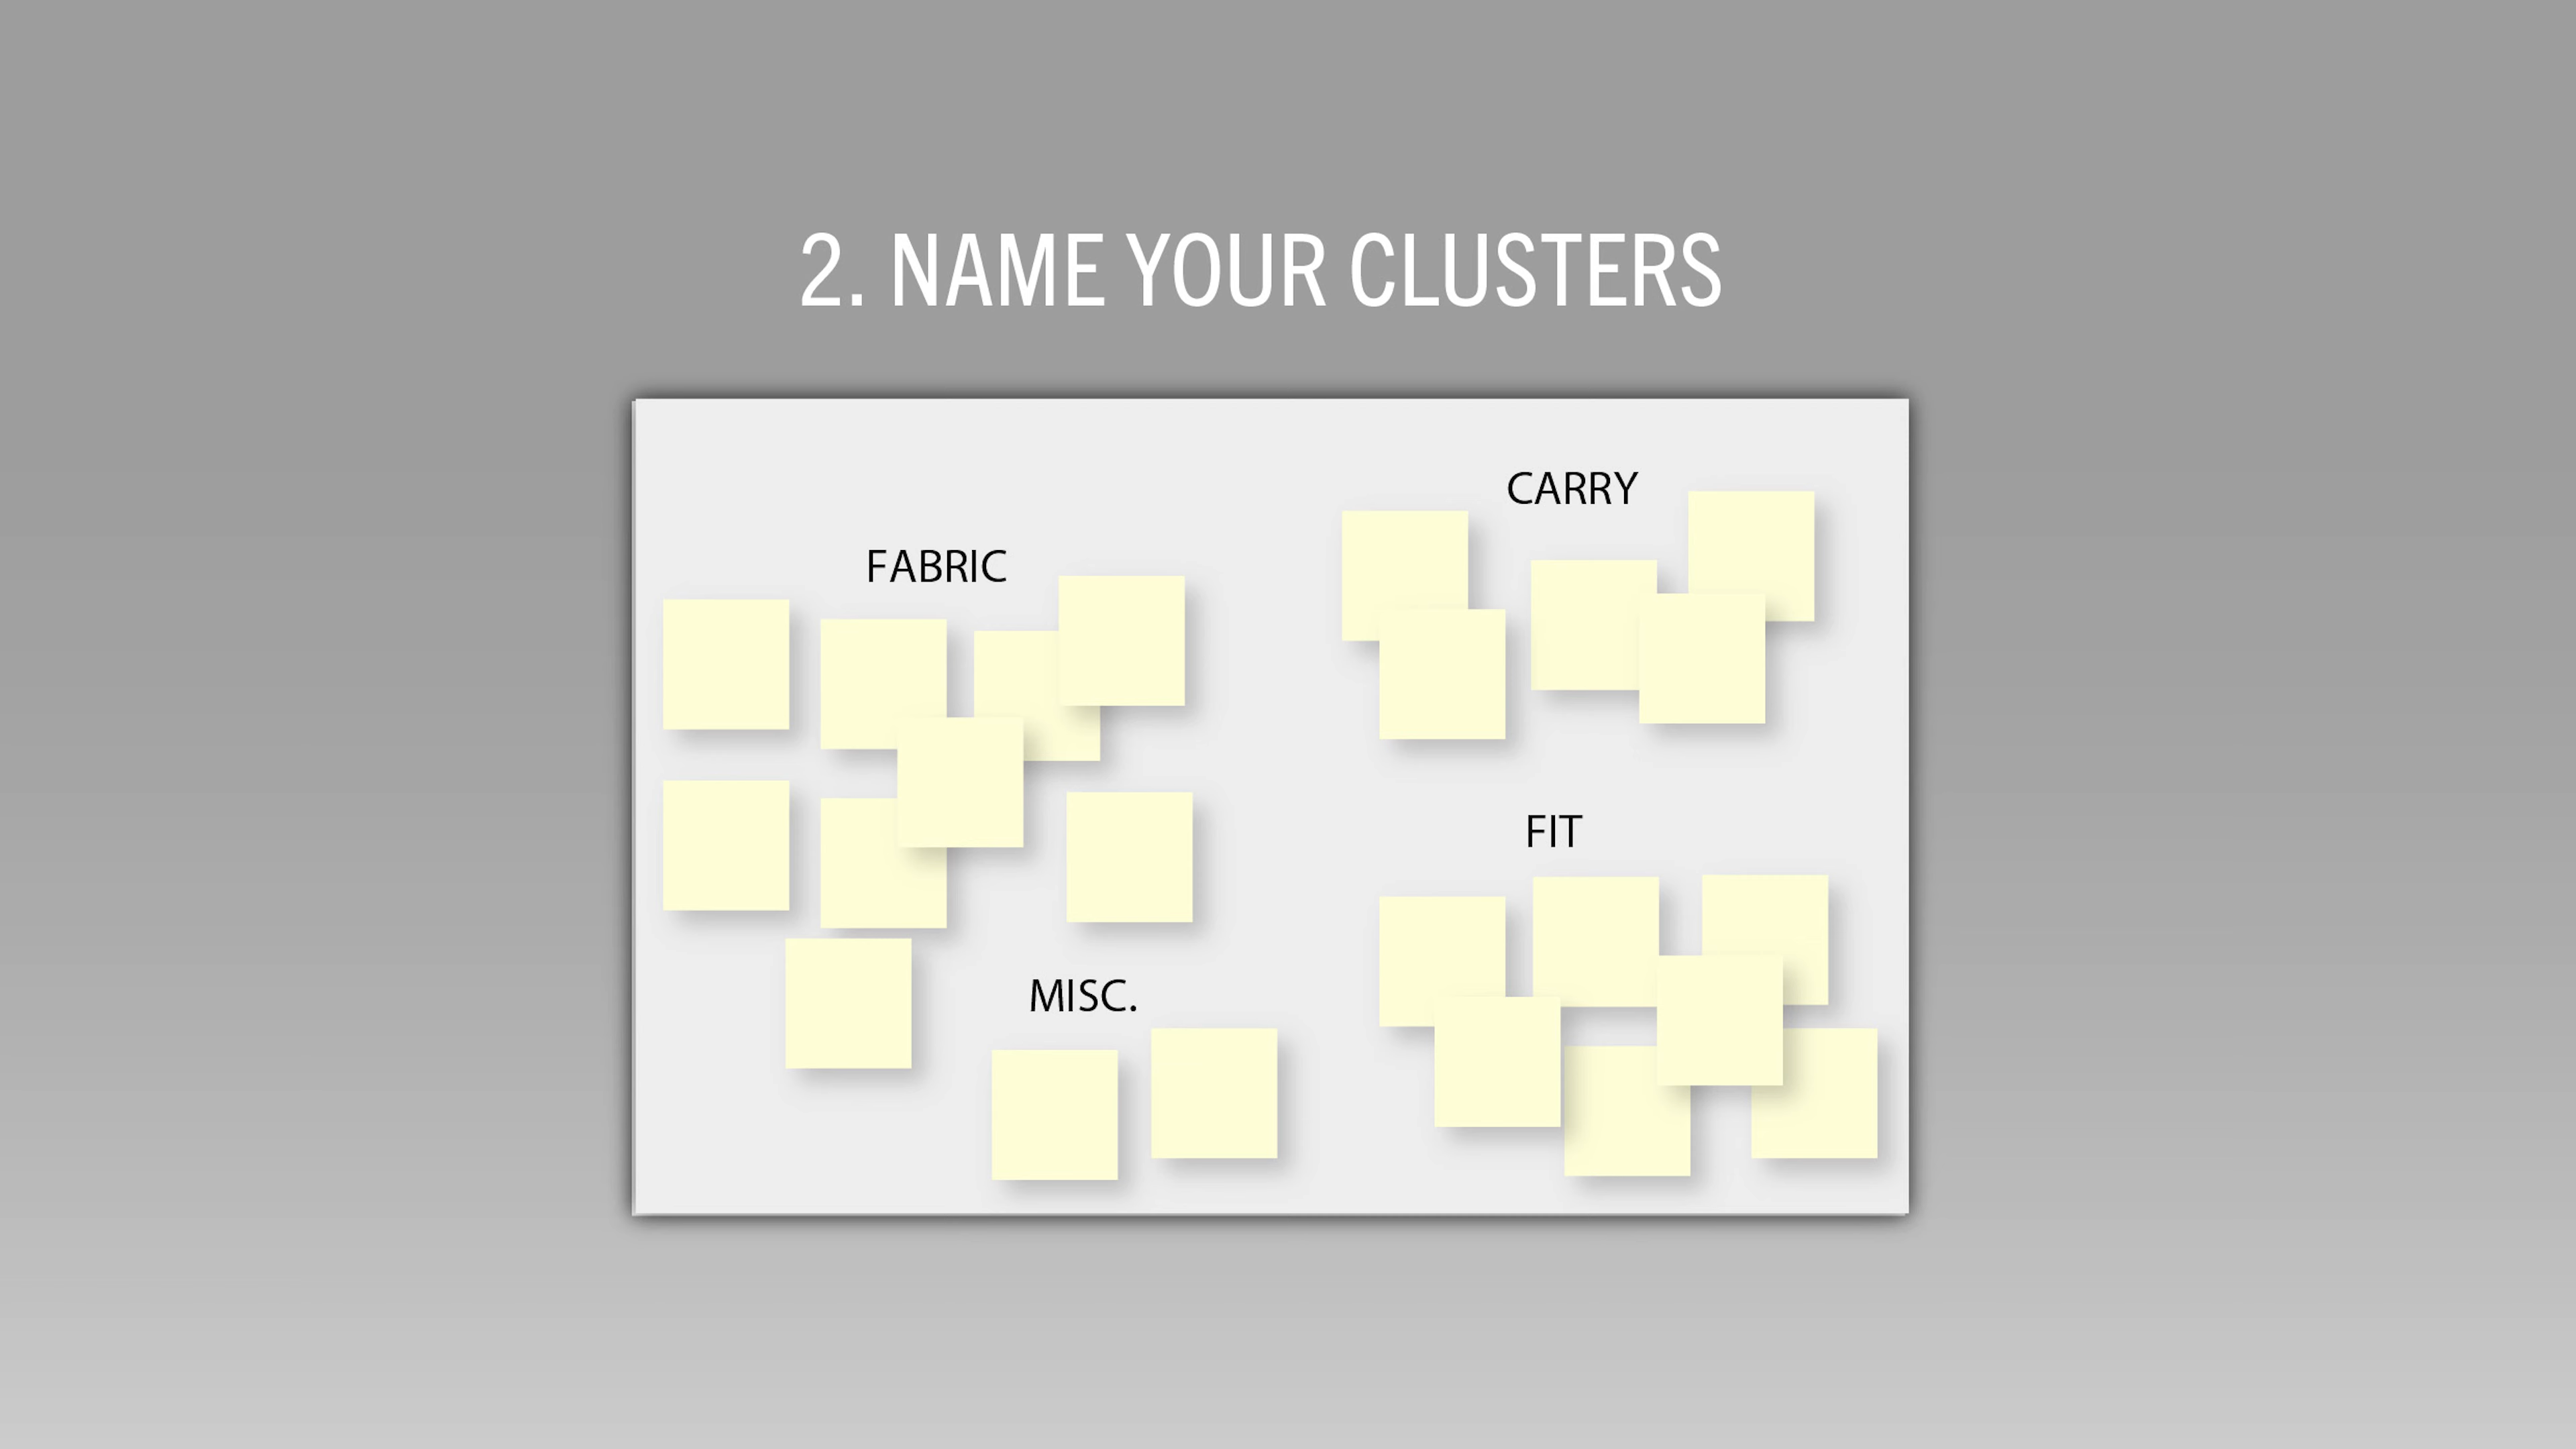 2. NAME YOUR CLUSTERS
CARRY
FABRIC
FIT
MISC.